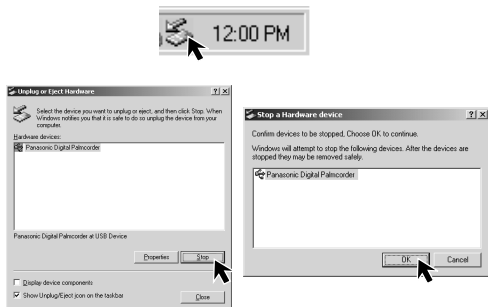 12:00 PM
Unplug or Eject Hardware
Select the device you want to unplug or eject, and then click Stop. When
Windows notifies you that it is safe to do so unplug the device from your
computer.
Hardware devices:
Panasonic Digital Palmcorder
Panasonic Digital Palmcorder at USB Device
Properties
Stop
Display device components
Show Unplug/Eject icon on the taskbar
Close
Stop a Hardware device
Confirm devices to be stopped, Choose OK to continue.
Windows will attempt to stop the following devices. After the devices are
stopped they may be removed safely.
Panasonic Digital Palmcorder
OK
Cancel